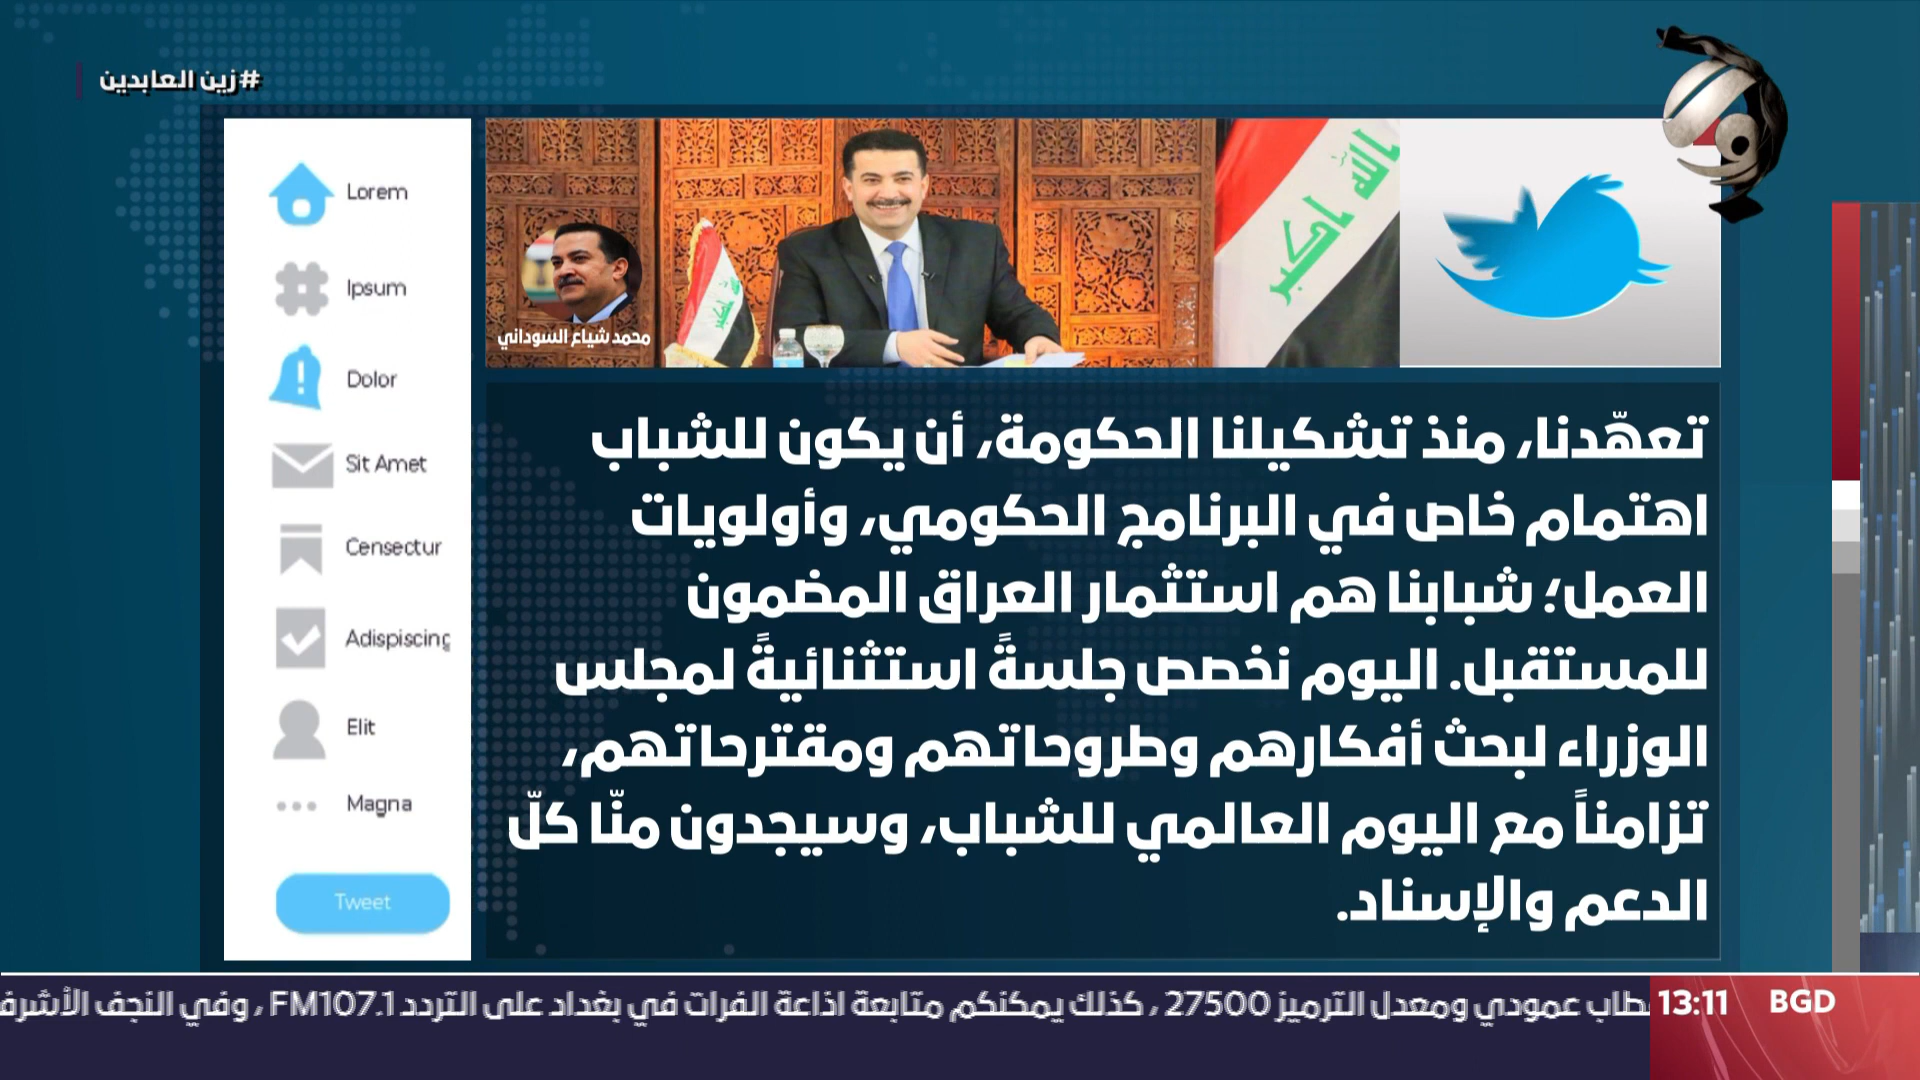 #زين العابدين
Lorem
Ipsum
Dolor
Sit Amet
Censectur
Adispiscing
Elit
Magna
Tweet
محمد شياع السوداني
الله اكبر
تعهّدنا، منذ تشكيلنا الحكومة، أن يكون للشباب
اهتمام خاص في البرنامج الحكومي، وأولويات
العمل؛ شبابنا هم استثمار العراق المضمون
للمستقبل. اليوم نخصص جلسةً استثنائيةً لمجلس
الوزراء لبحث أفكارهم وطروحاتهم ومقترحاتهم،
تزامناً مع اليوم العالمي للشباب، وسيجدون منّا كلّ
الدعم والإسناد.
13:11 BGD
عمودي ومعدل الترميز 27500 ، كذلك يمكنكم متابعة اذاعة الفرات في بغداد على التردد FM107.1 ، وفي النجف الأشرف